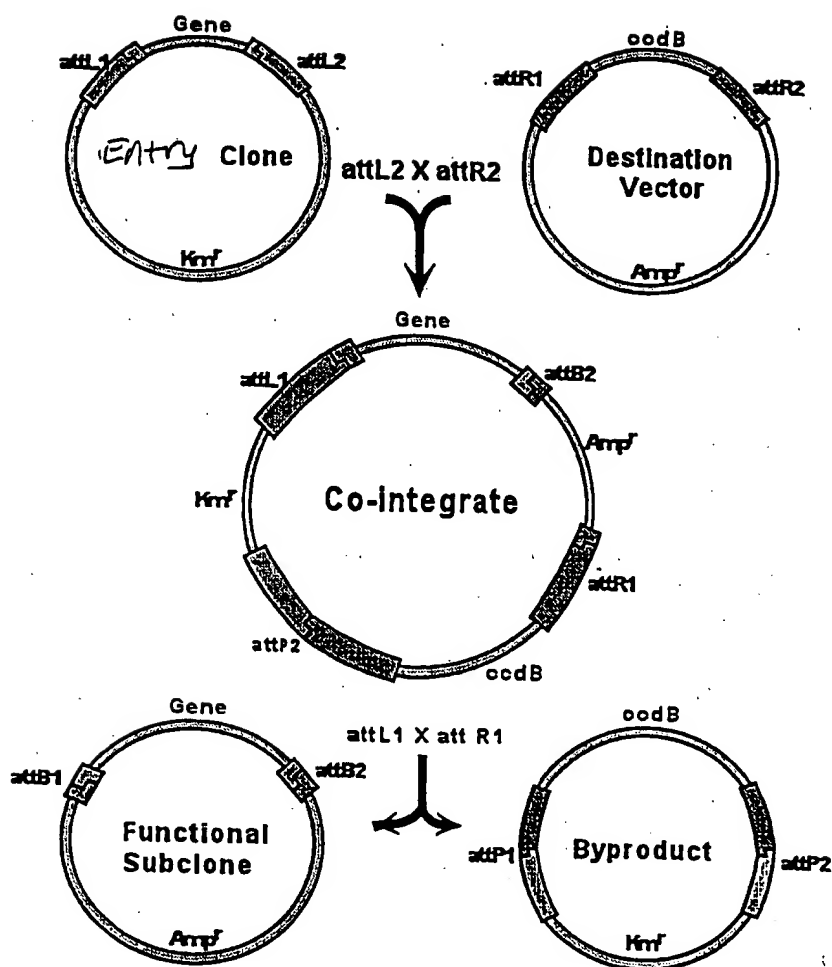 Gene
attL1
attL2
Entry Clone
Kmr
attL2 X attR2
ccdB
attR1
attR2
Destination
Vector
Ampr
Gene
attL1
attB2
Ampr
Kmr
Co-integrate
attR1
attP2
ccdB
Gene
attB1
attB2
Functional
Subclone
Ampr
attL1 X att R1
ccdB
attP1
attP2
Byproduct
Kmr